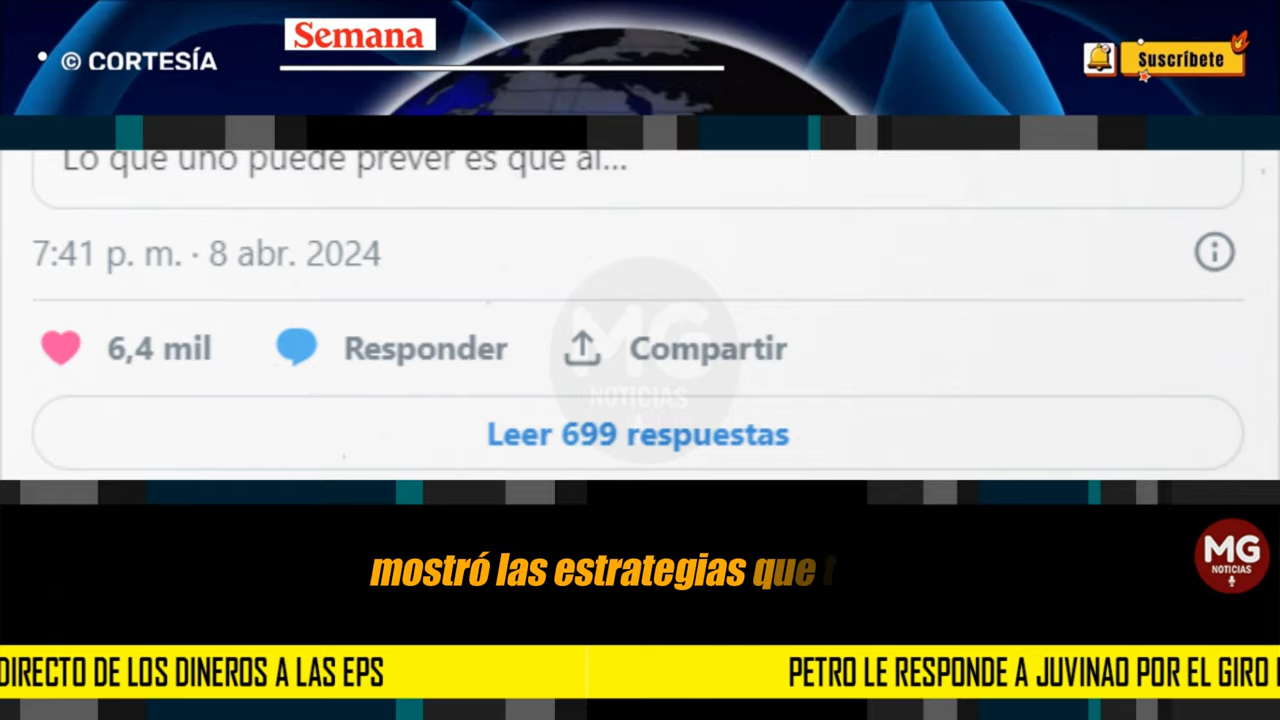 © CORTESÍA
Semana
Suscríbete
Lo que uno puede prever es que al...
7:41 p. m. · 8 abr. 2024
6,4 mil
Responder
Compartir
MG
NOTICIAS
Leer 699 respuestas
mostró las estrategias que
MG
NOTICIAS
DIRECTO DE LOS DINEROS A LAS EPS
PETRO LE RESPONDE A JUVINAO POR EL GIRO